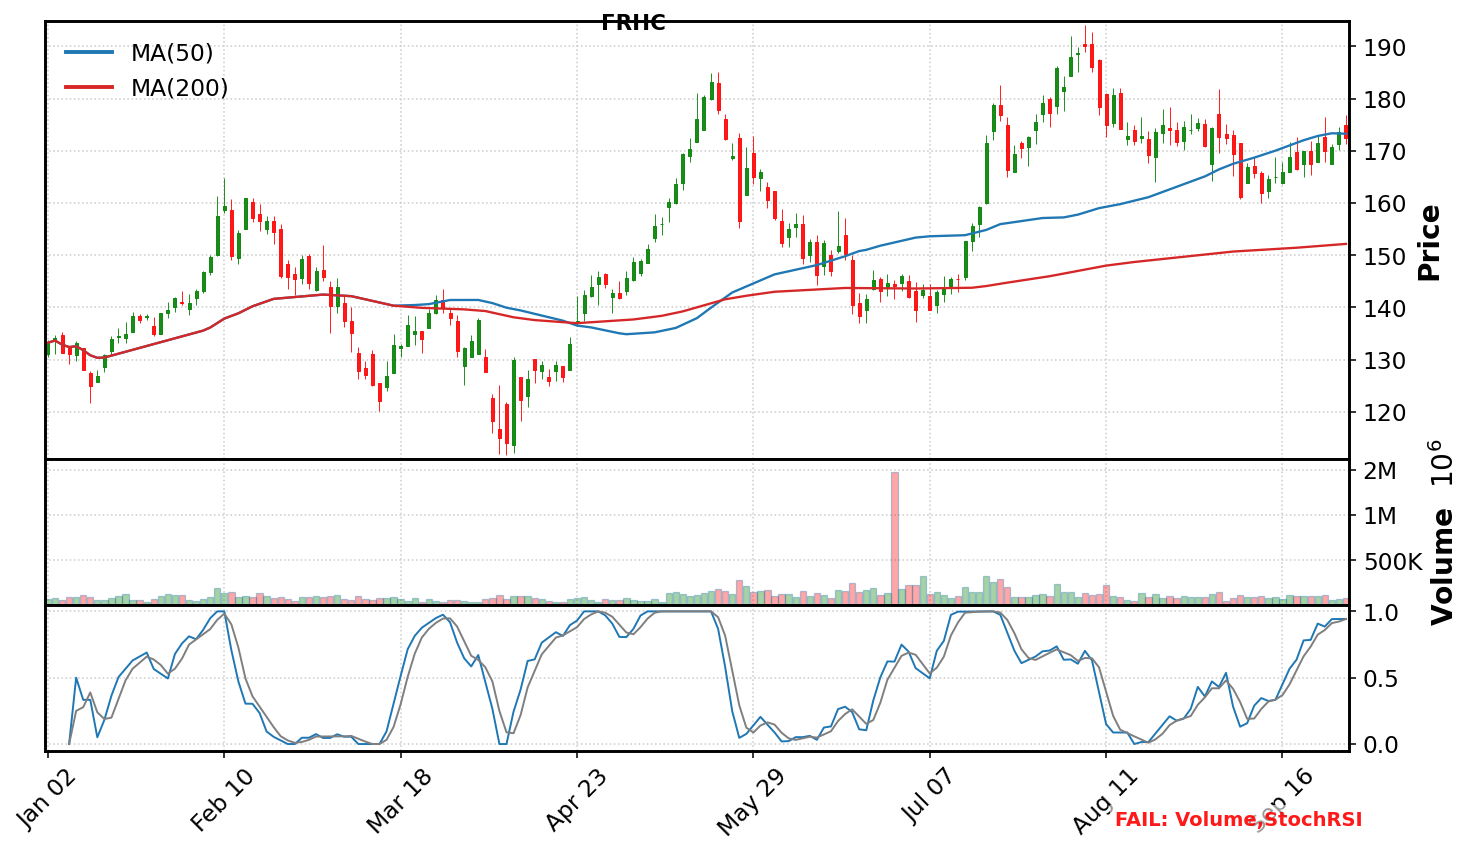 FRHC
MA(50)
MA(200)
190
180
170
160
150
140
130
120
Price
2M
1M
500K
Volume 10⁶
1.0
0.5
0.0
Jan 02
Feb 10
Mar 18
Apr 23
May 29
Jul 07
Aug 11
Sep 16
FAIL: Volume,StochRSI